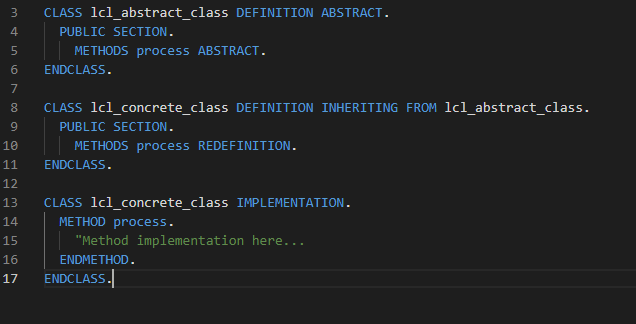 3 CLASS lcl_abstract_class DEFINITION ABSTRACT.
4 PUBLIC SECTION.
5 METHODS process ABSTRACT.
6 ENDCLASS.
7
8 CLASS lcl_concrete_class DEFINITION INHERITING FROM lcl_abstract_class.
9 PUBLIC SECTION.
10 METHODS process REDEFINITION.
11 ENDCLASS.
12
13 CLASS lcl_concrete_class IMPLEMENTATION.
14 METHOD process.
15 "Method implementation here...
16 ENDMETHOD.
17 ENDCLASS.